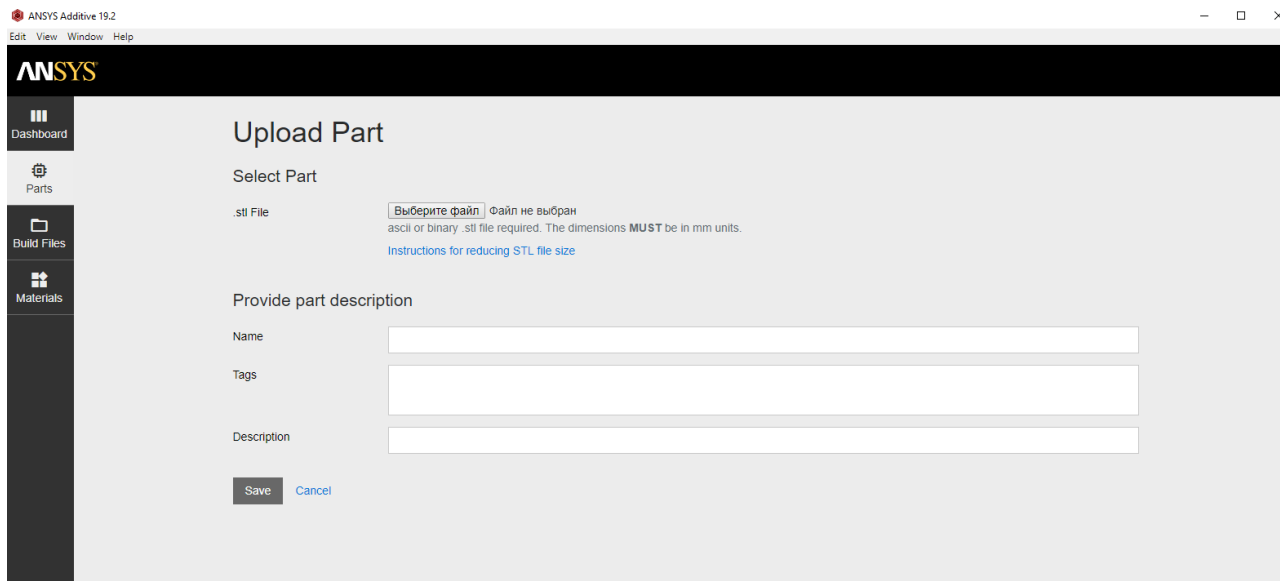 ANSYS Additive 19.2
Edit View Window Help
ANSYS
Dashboard
Parts
Build Files
Materials
Upload Part
Select Part
.stl File
Выберите файл Файл не выбран
ascii or binary .stl file required. The dimensions MUST be in mm units.
Instructions for reducing STL file size
Provide part description
Name
Tags
Description
Save Cancel